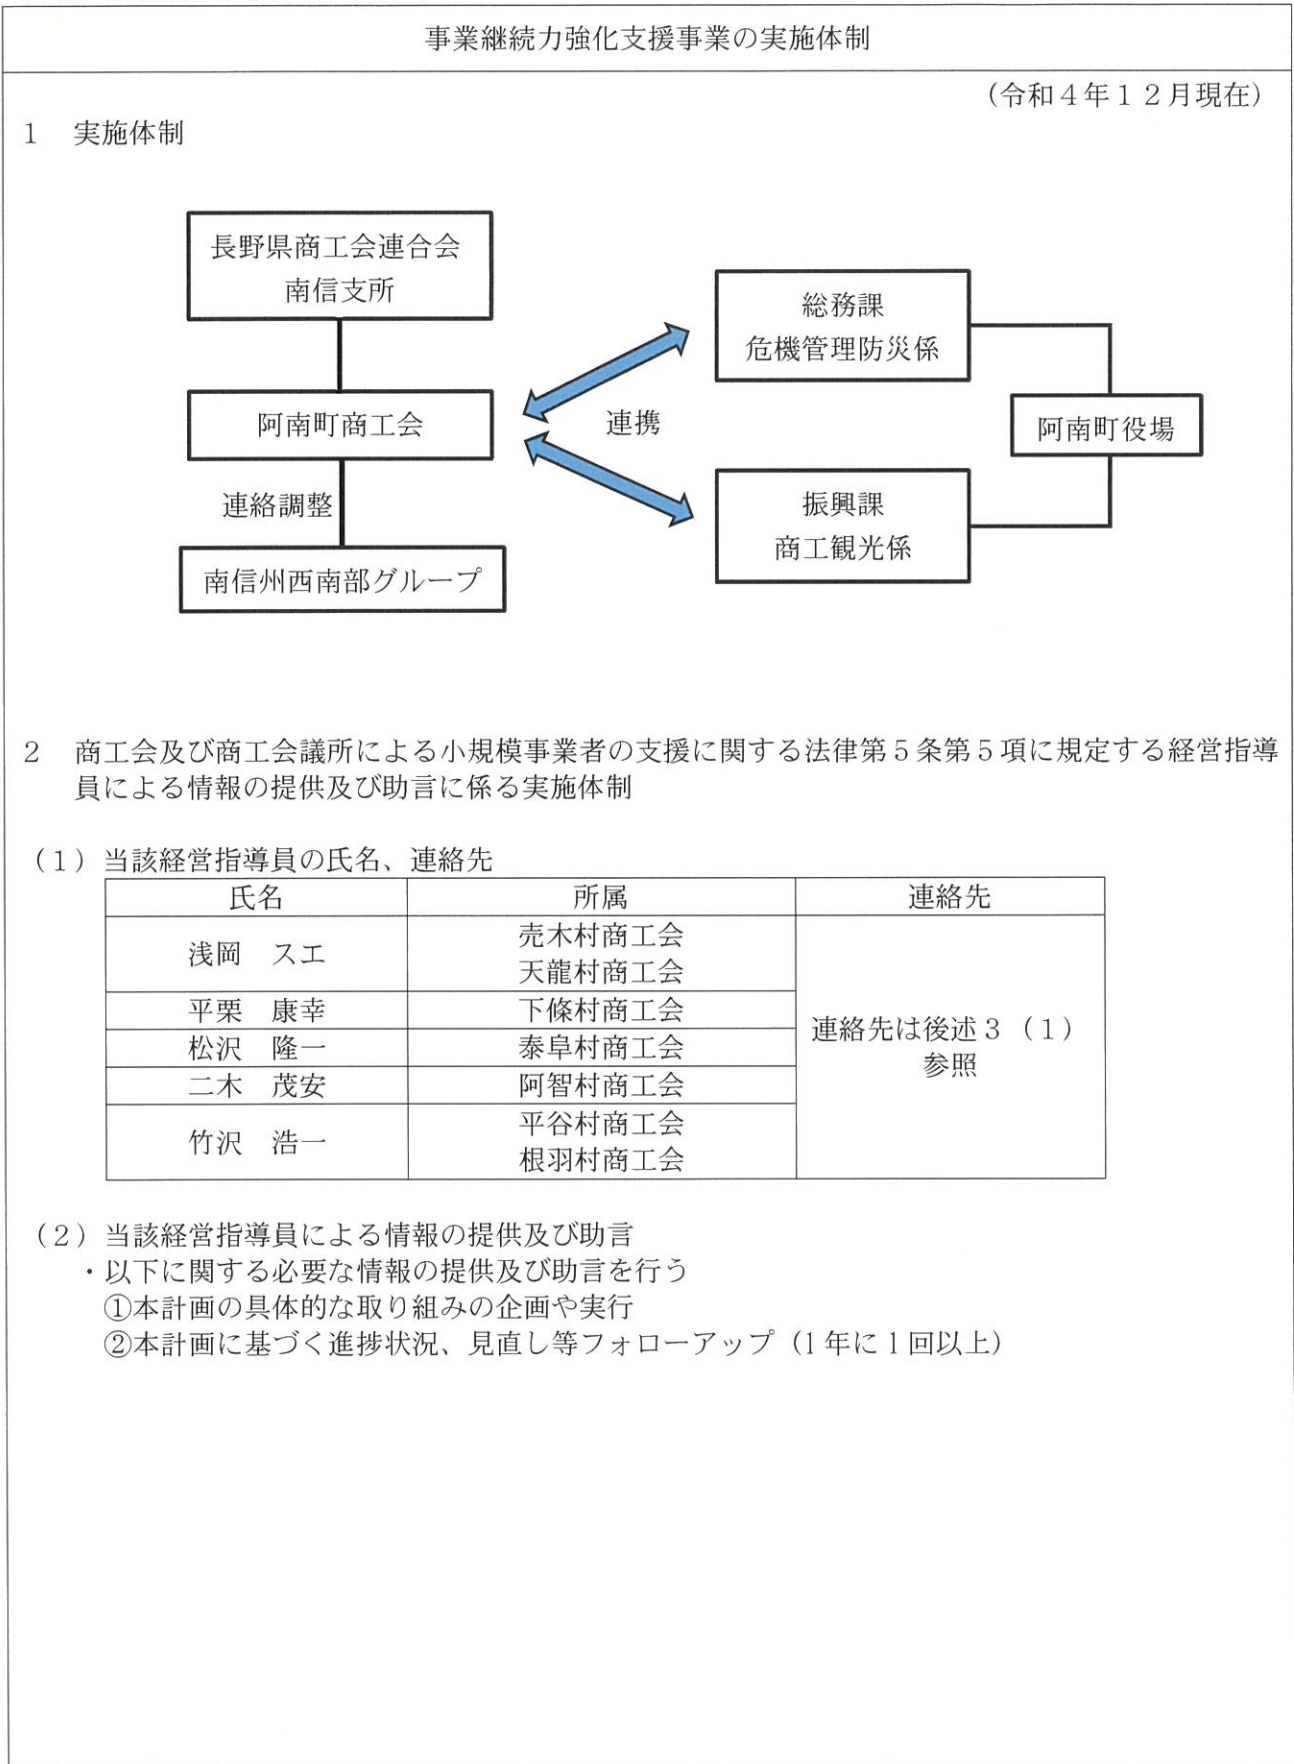 事業継続力強化支援事業の実施体制
（令和４年１２月現在）
１　実施体制
長野県商工会連合会
南信支所
総務課
危機管理防災係
阿南町商工会
連携
阿南町役場
連絡調整
振興課
商工観光係
南信州西南部グループ
２　商工会及び商工会議所による小規模事業者の支援に関する法律第５条第５項に規定する経営指導
員による情報の提供及び助言に係る実施体制
（１）当該経営指導員の氏名、連絡先
氏名　所属　連絡先
浅岡　スエ　売木村商工会
天龍村商工会
平栗　康幸　下條村商工会
松沢　隆一　泰阜村商工会
二木　茂安　阿智村商工会
竹沢　浩一　平谷村商工会
根羽村商工会
連絡先は後述３（１）
参照
（２）当該経営指導員による情報の提供及び助言
・以下に関する必要な情報の提供及び助言を行う
①本計画の具体的な取り組みの企画や実行
②本計画に基づく進捗状況、見直し等フォローアップ（1年に１回以上）